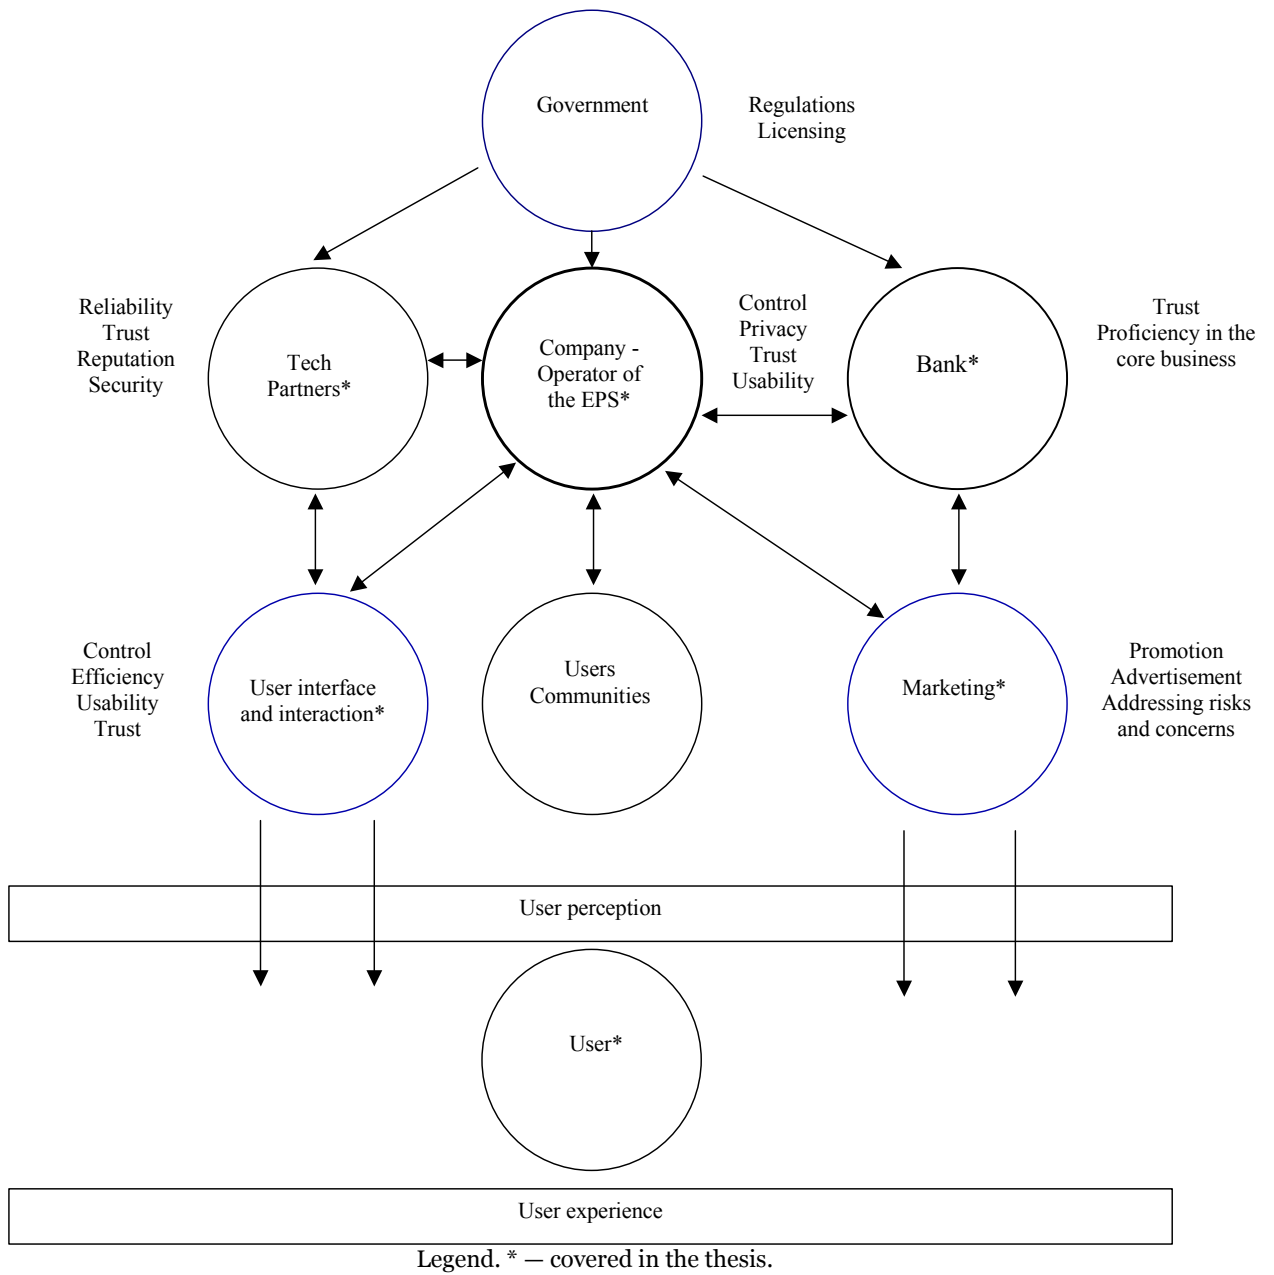 Government
Regulations
Licensing
Reliability
Trust
Reputation
Security
Tech
Partners*
Company -
Operator of
the EPS*
Control
Privacy
Trust
Usability
Bank*
Trust
Proficiency in the
core business
Control
Efficiency
Usability
Trust
User interface
and interaction*
Users
Communities
Marketing*
Promotion
Advertisement
Addressing risks
and concerns
User perception
User*
User experience
Legend. * — covered in the thesis.